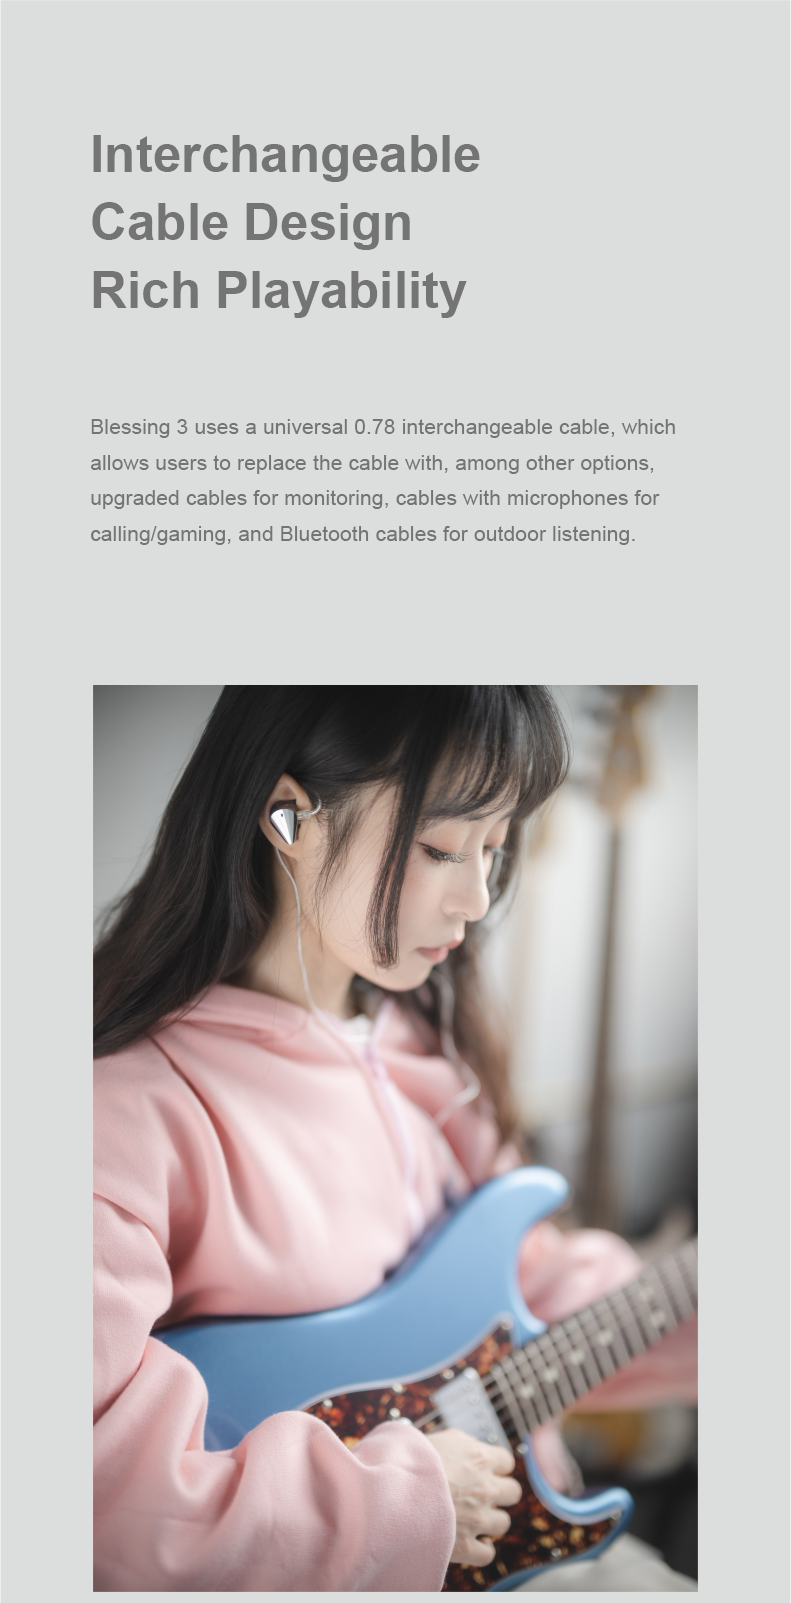 Interchangeable
Cable Design
Rich Playability
Blessing 3 uses a universal 0.78 interchangeable cable, which
allows users to replace the cable with, among other options,
upgraded cables for monitoring, cables with microphones for
calling/gaming, and Bluetooth cables for outdoor listening.